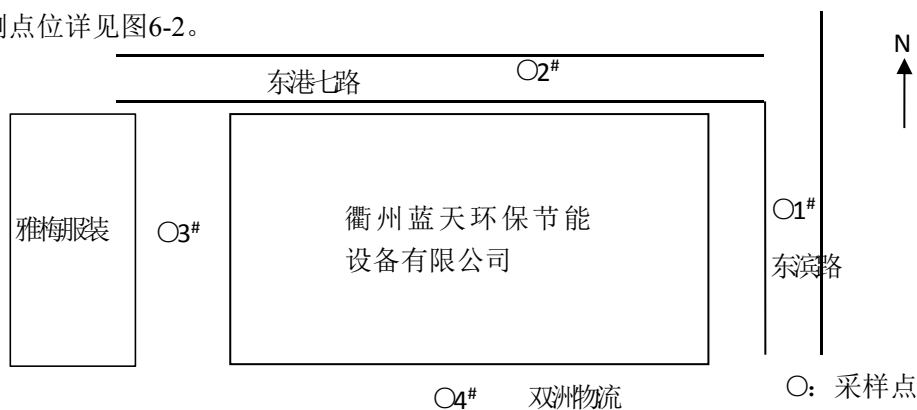 测点位详见图6-2。
N
东港七路
○2#
雅梅服装
○3#
衢州蓝天环保节能
设备有限公司
○1#
东滨路
○4#
双洲物流
○：采样点